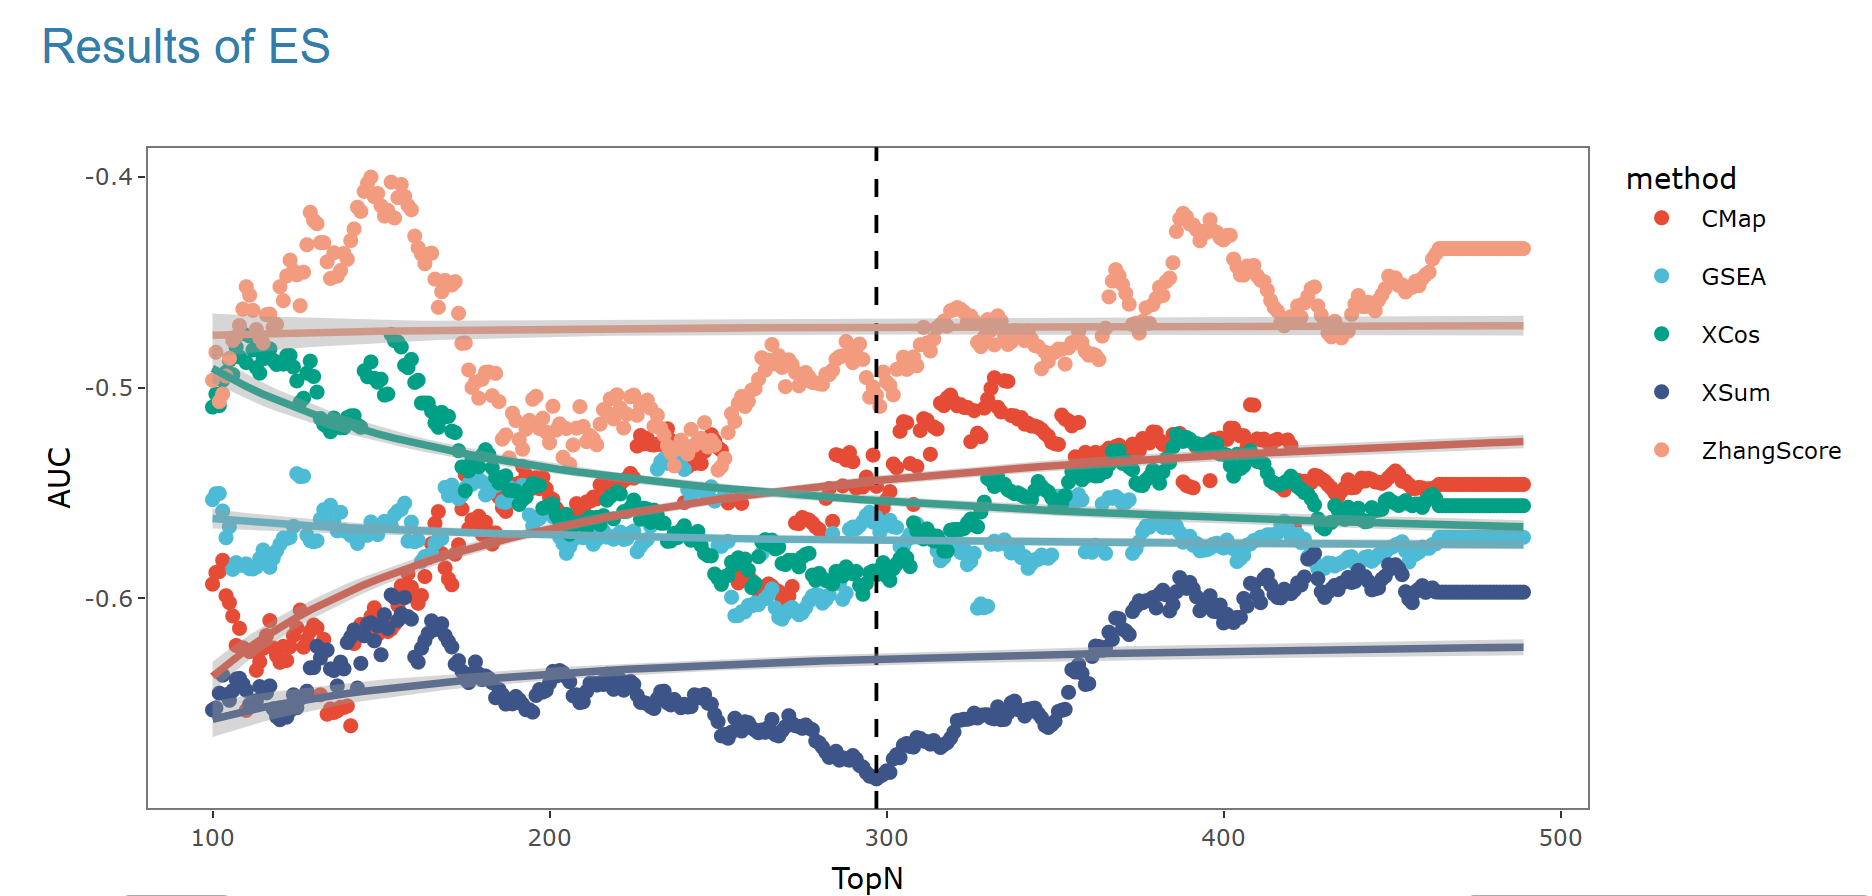 Results of ES
-0.4
-0.5
-0.6
AUC
100
200
300
400
500
TopN
method
CMap
GSEA
XCos
XSum
ZhangScore